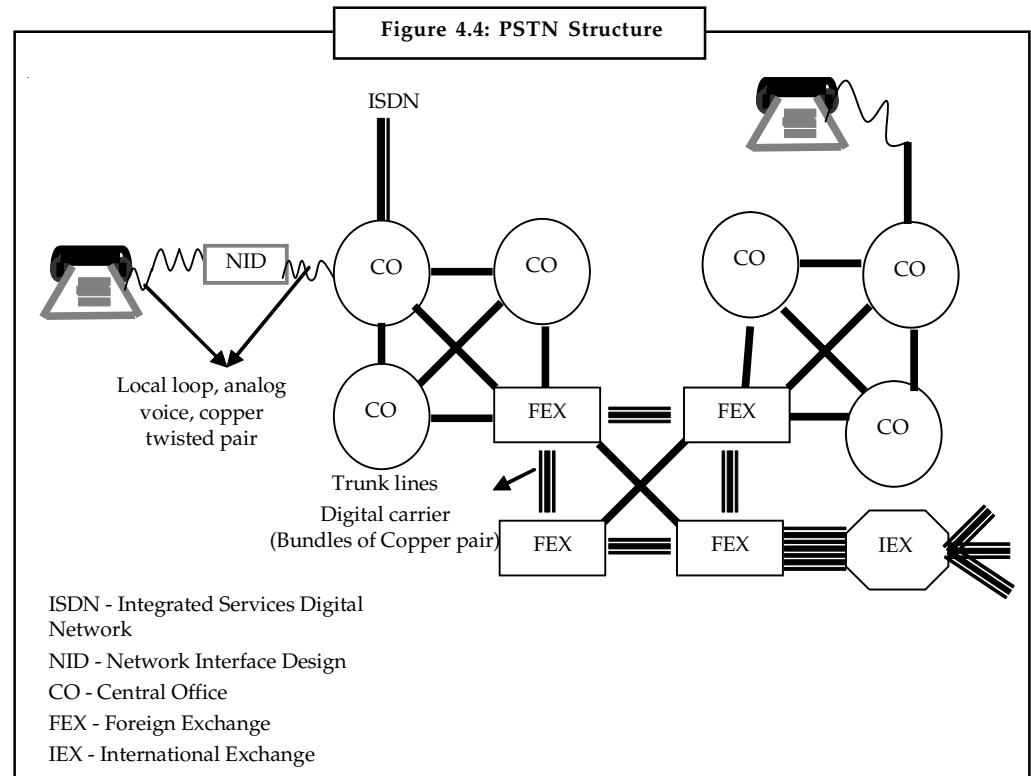 Figure 4.4: PSTN Structure
ISDN
NID
CO
CO
CO
CO
Local loop, analog
voice, copper
twisted pair
CO
FEX
FEX
CO
Trunk lines
Digital carrier
(Bundles of Copper pair)
FEX
FEX
IEX
ISDN - Integrated Services Digital
Network
NID - Network Interface Design
CO - Central Office
FEX - Foreign Exchange
IEX - International Exchange